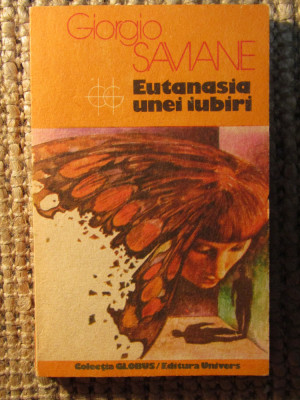 Giorgio
SAVIANE
Eutanasia
unei iubiri
Colecția GLOBUS/Editura Univers